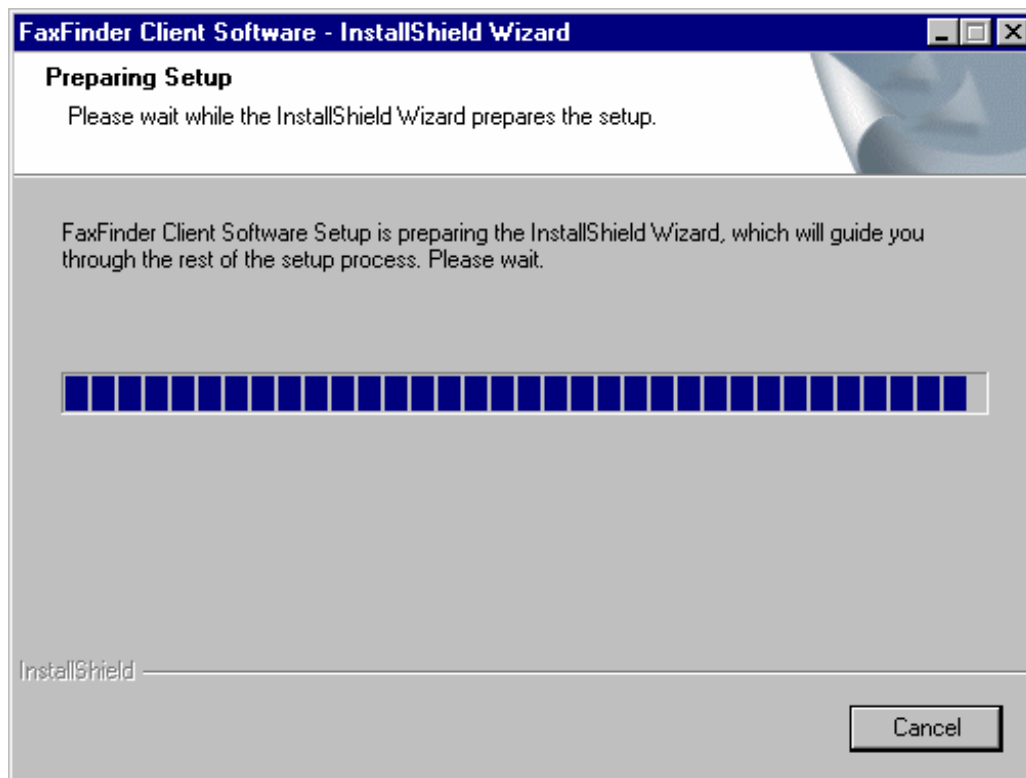 FaxFinder Client Software - InstallShield Wizard
Preparing Setup
Please wait while the InstallShield Wizard prepares the setup.
FaxFinder Client Software Setup is preparing the InstallShield Wizard, which will guide you
through the rest of the setup process. Please wait.
InstallShield
Cancel